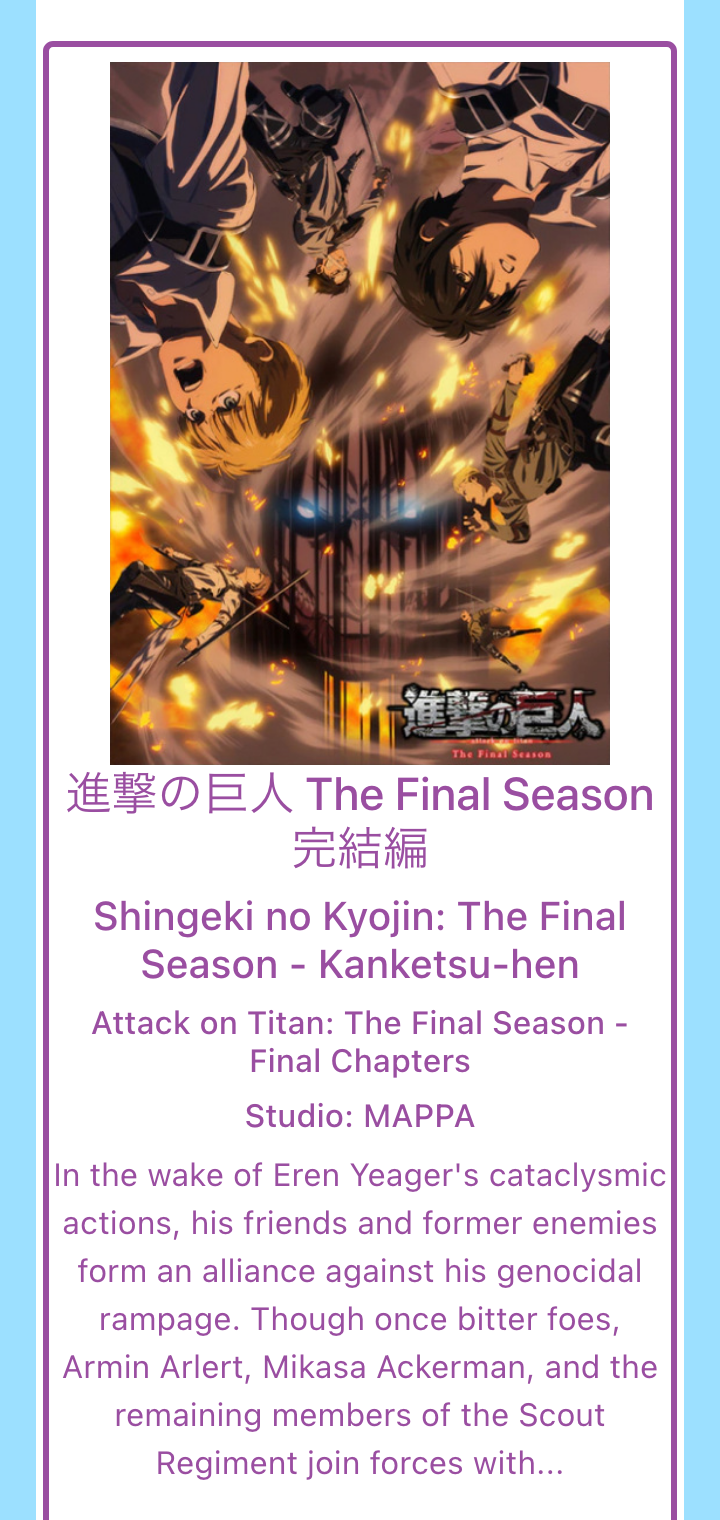 進撃の巨人
attack on titan
The Final Season
進撃の巨人 The Final Season
完結編
Shingeki no Kyojin: The Final
Season - Kanketsu-hen
Attack on Titan: The Final Season -
Final Chapters
Studio: MAPPA
In the wake of Eren Yeager's cataclysmic
actions, his friends and former enemies
form an alliance against his genocidal
rampage. Though once bitter foes,
Armin Arlert, Mikasa Ackerman, and the
remaining members of the Scout
Regiment join forces with...